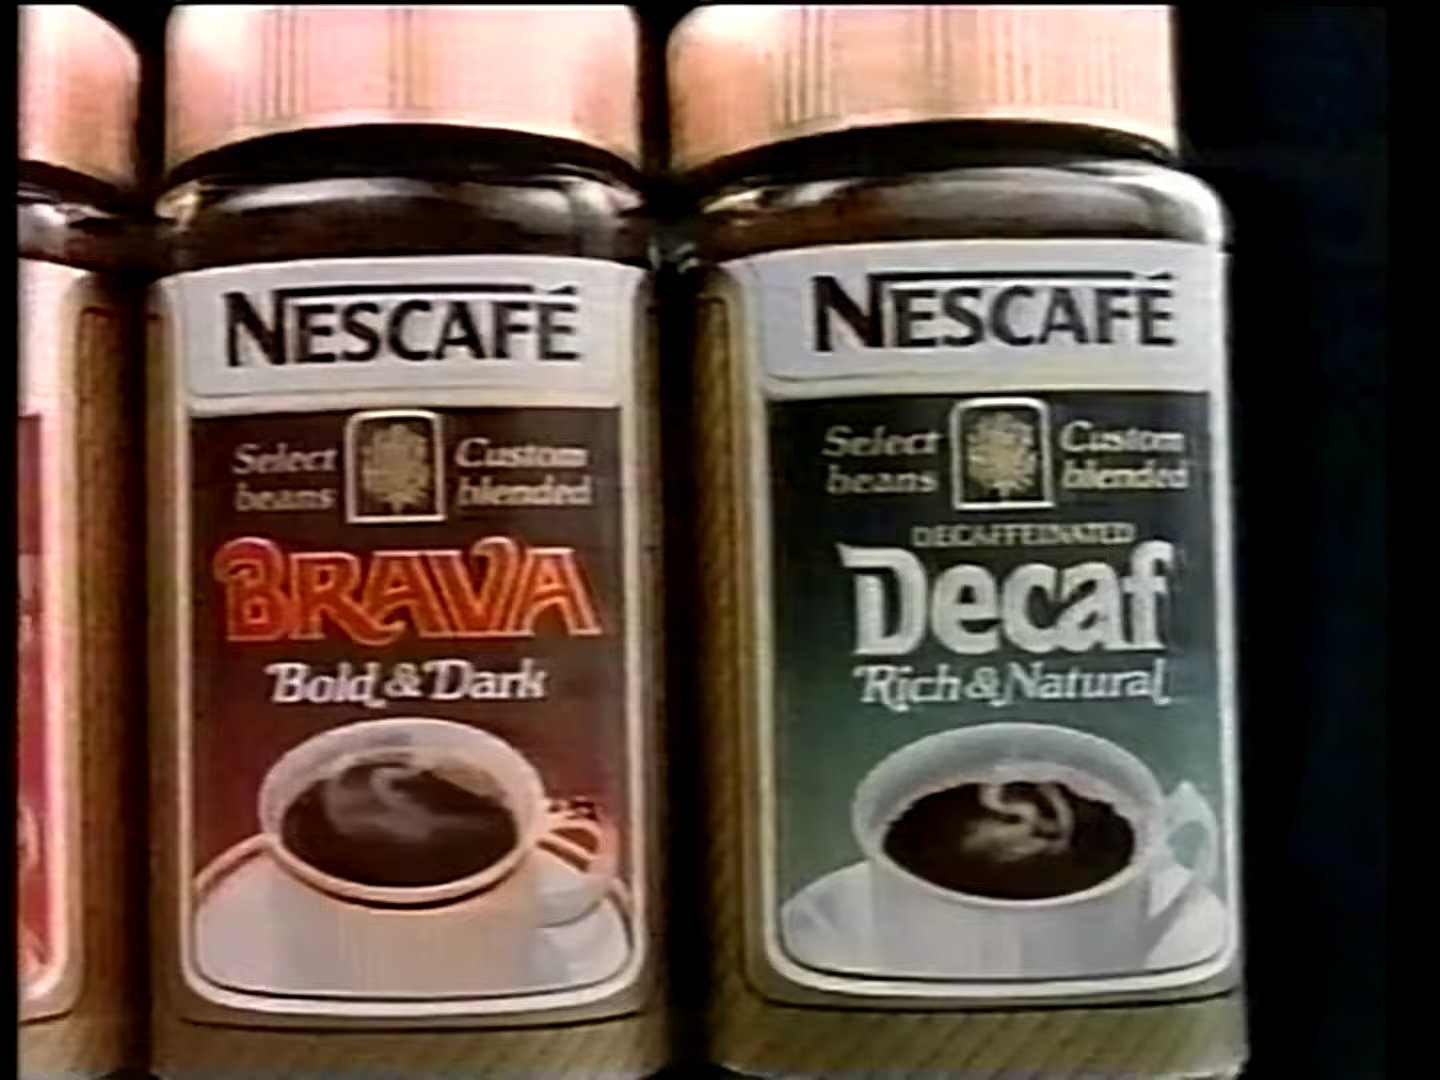 NESCAFÉ
Select beans
Custom blended
BRAVA
Bold & Dark
NESCAFÉ
Select beans
Custom blended
DECAFFEINATED
Decaf
Rich & Natural